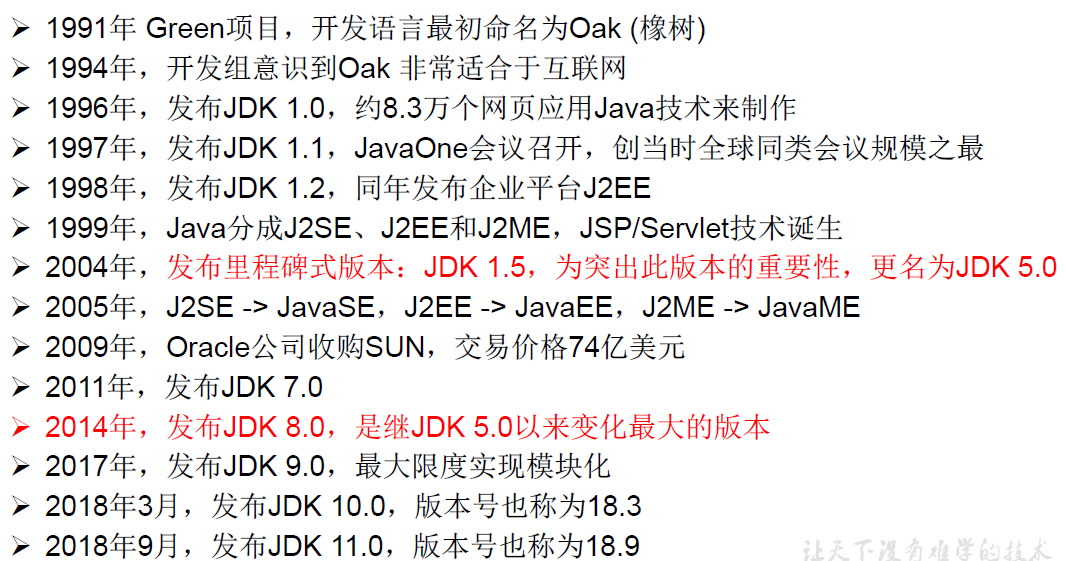 ➢ 1991年 Green项目，开发语言最初命名为Oak (橡树)
➢ 1994年，开发组意识到Oak 非常适合于互联网
➢ 1996年，发布JDK 1.0，约8.3万个网页应用Java技术来制作
➢ 1997年，发布JDK 1.1，JavaOne会议召开，创当时全球同类会议规模之最
➢ 1998年，发布JDK 1.2，同年发布企业平台J2EE
➢ 1999年，Java分成J2SE、J2EE和J2ME，JSP/Servlet技术诞生
➢ 2004年，发布里程碑式版本：JDK 1.5，为突出此版本的重要性，更名为JDK 5.0
➢ 2005年，J2SE -> JavaSE，J2EE -> JavaEE，J2ME -> JavaME
➢ 2009年，Oracle公司收购SUN，交易价格74亿美元
➢ 2011年，发布JDK 7.0
➢ 2014年，发布JDK 8.0，是继JDK 5.0以来变化最大的版本
➢ 2017年，发布JDK 9.0，最大限度实现模块化
➢ 2018年3月，发布JDK 10.0，版本号也称为18.3
➢ 2018年9月，发布JDK 11.0，版本号也称为18.9
让天下没有难学的技术